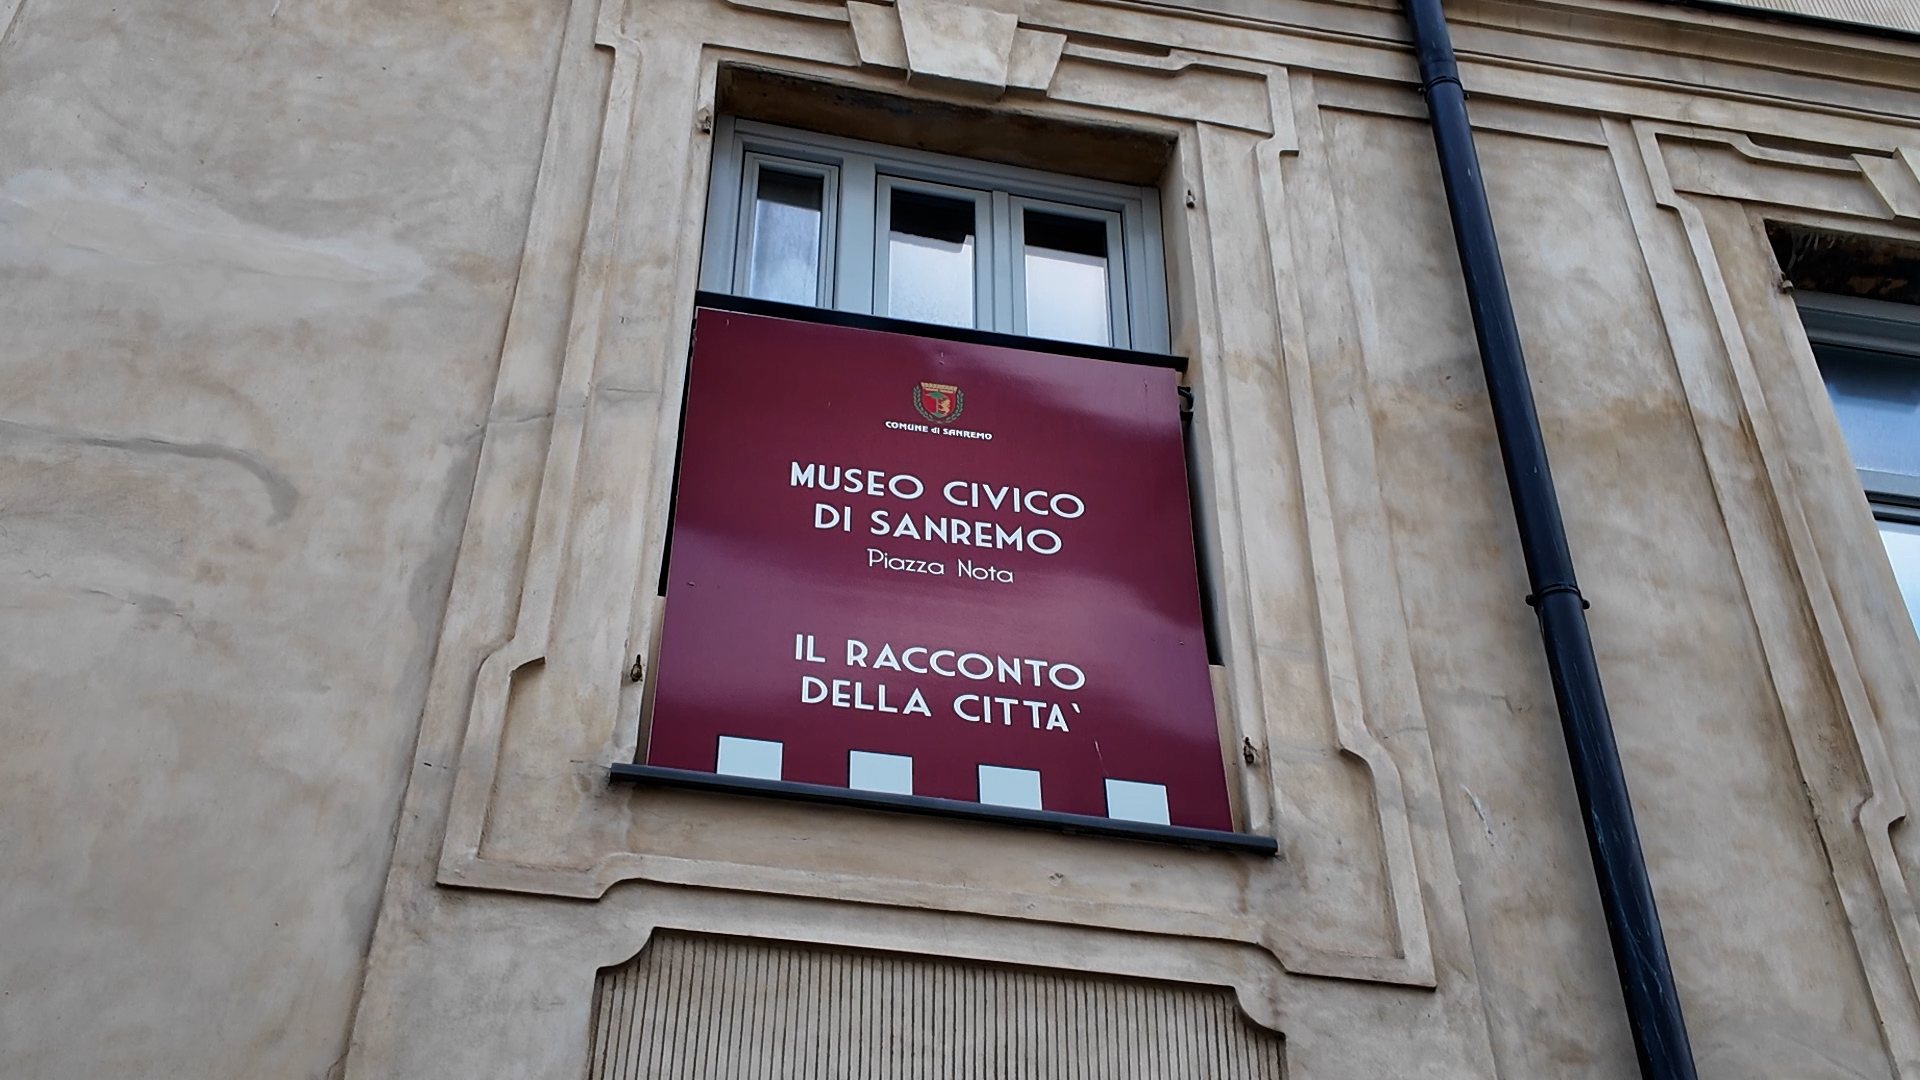 COMUNE di SANREMO
MUSEO CIVICO
DI SANREMO
Piazza Nota
IL RACCONTO
DELLA CITTA`